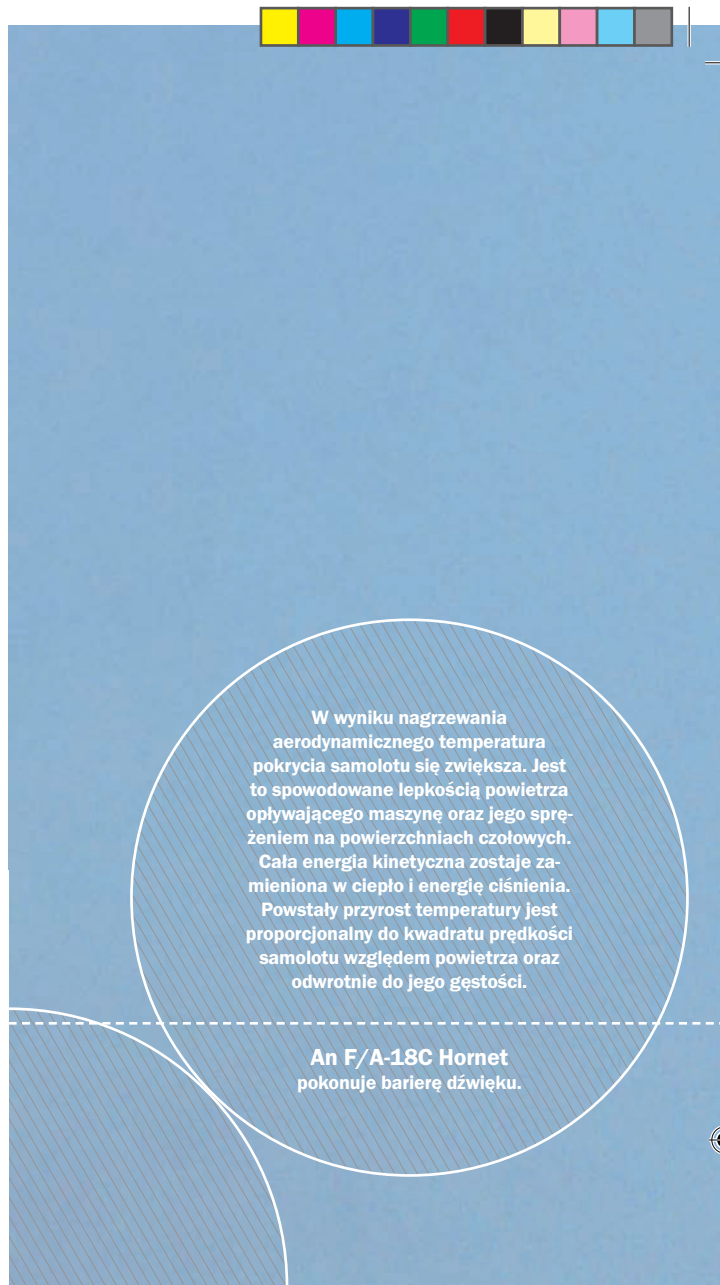 W wyniku nagrzewania
aerodynamicznego temperatura
pokrycia samolotu się zwiększa. Jest
to spowodowane lepkością powietrza
opływającego maszynę oraz jego sprę-
żeniem na powierzchniach czołowych.
Cała energia kinetyczna zostaje za-
mieniona w ciepło i energię ciśnienia.
Powstały przyrost temperatury jest
proporcjonalny do kwadratu prędkości
samolotu względem powietrza oraz
odwrotnie do jego gęstości.
An F/A-18C Hornet
pokonuje barierę dźwięku.